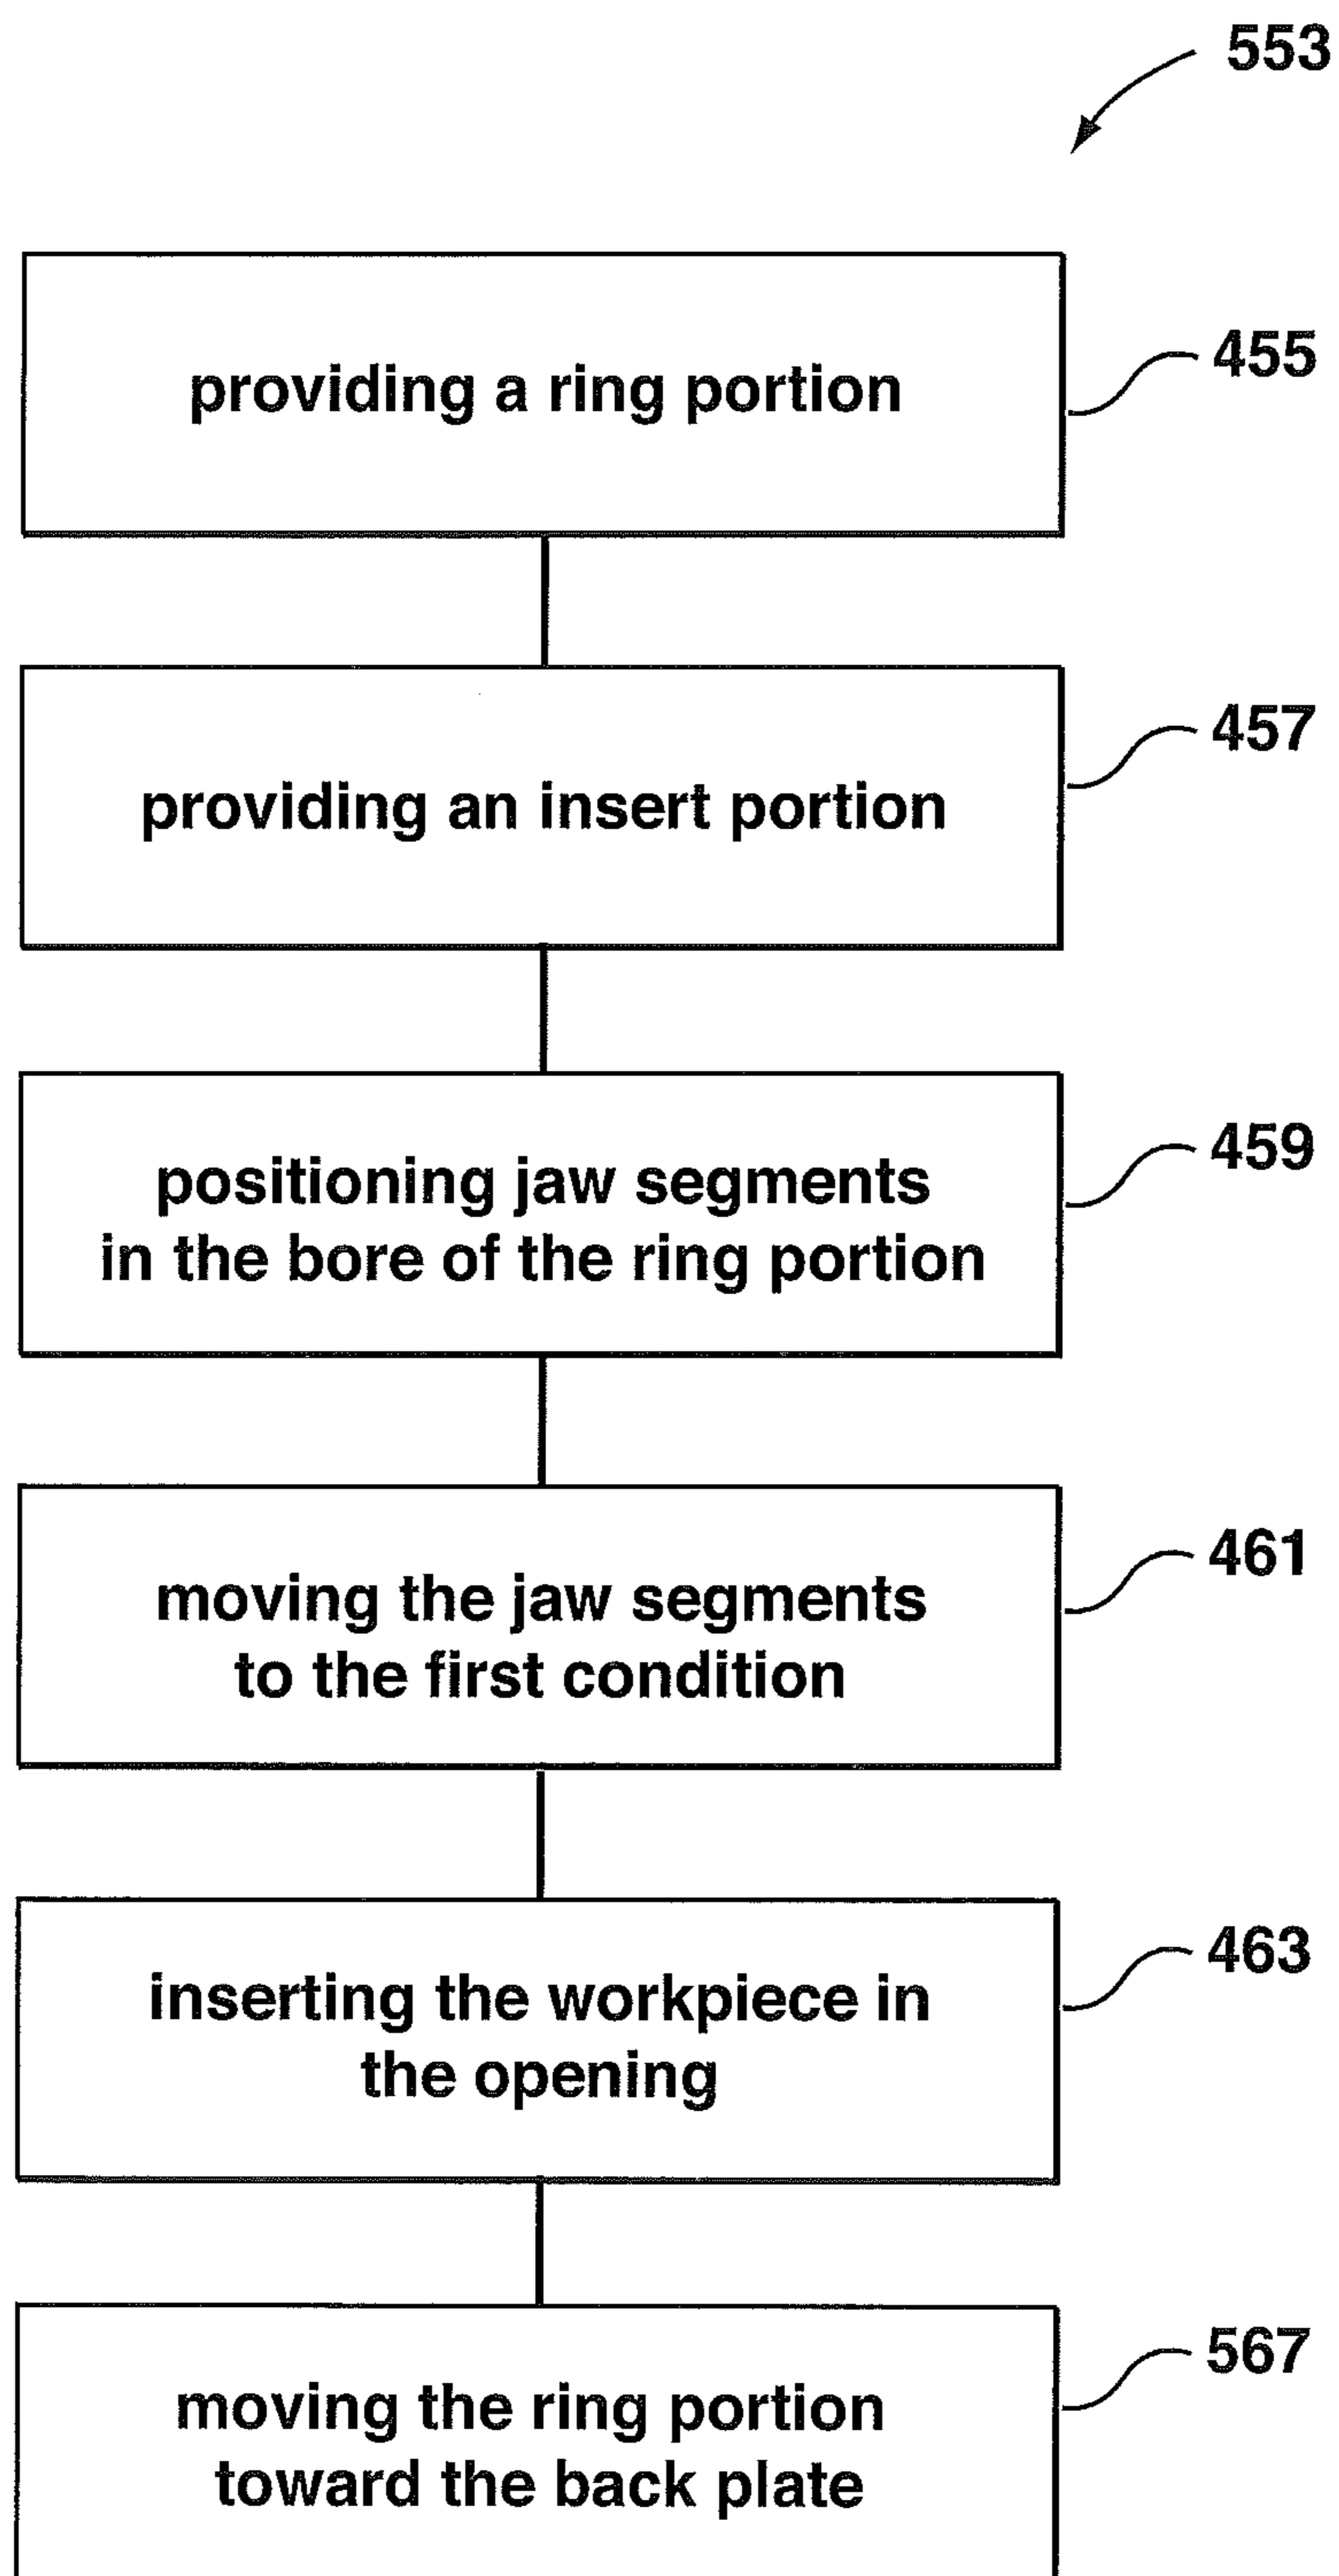 553
providing a ring portion
455
providing an insert portion
457
positioning jaw segments
in the bore of the ring portion
459
moving the jaw segments
to the first condition
461
inserting the workpiece in
the opening
463
moving the ring portion
toward the back plate
567